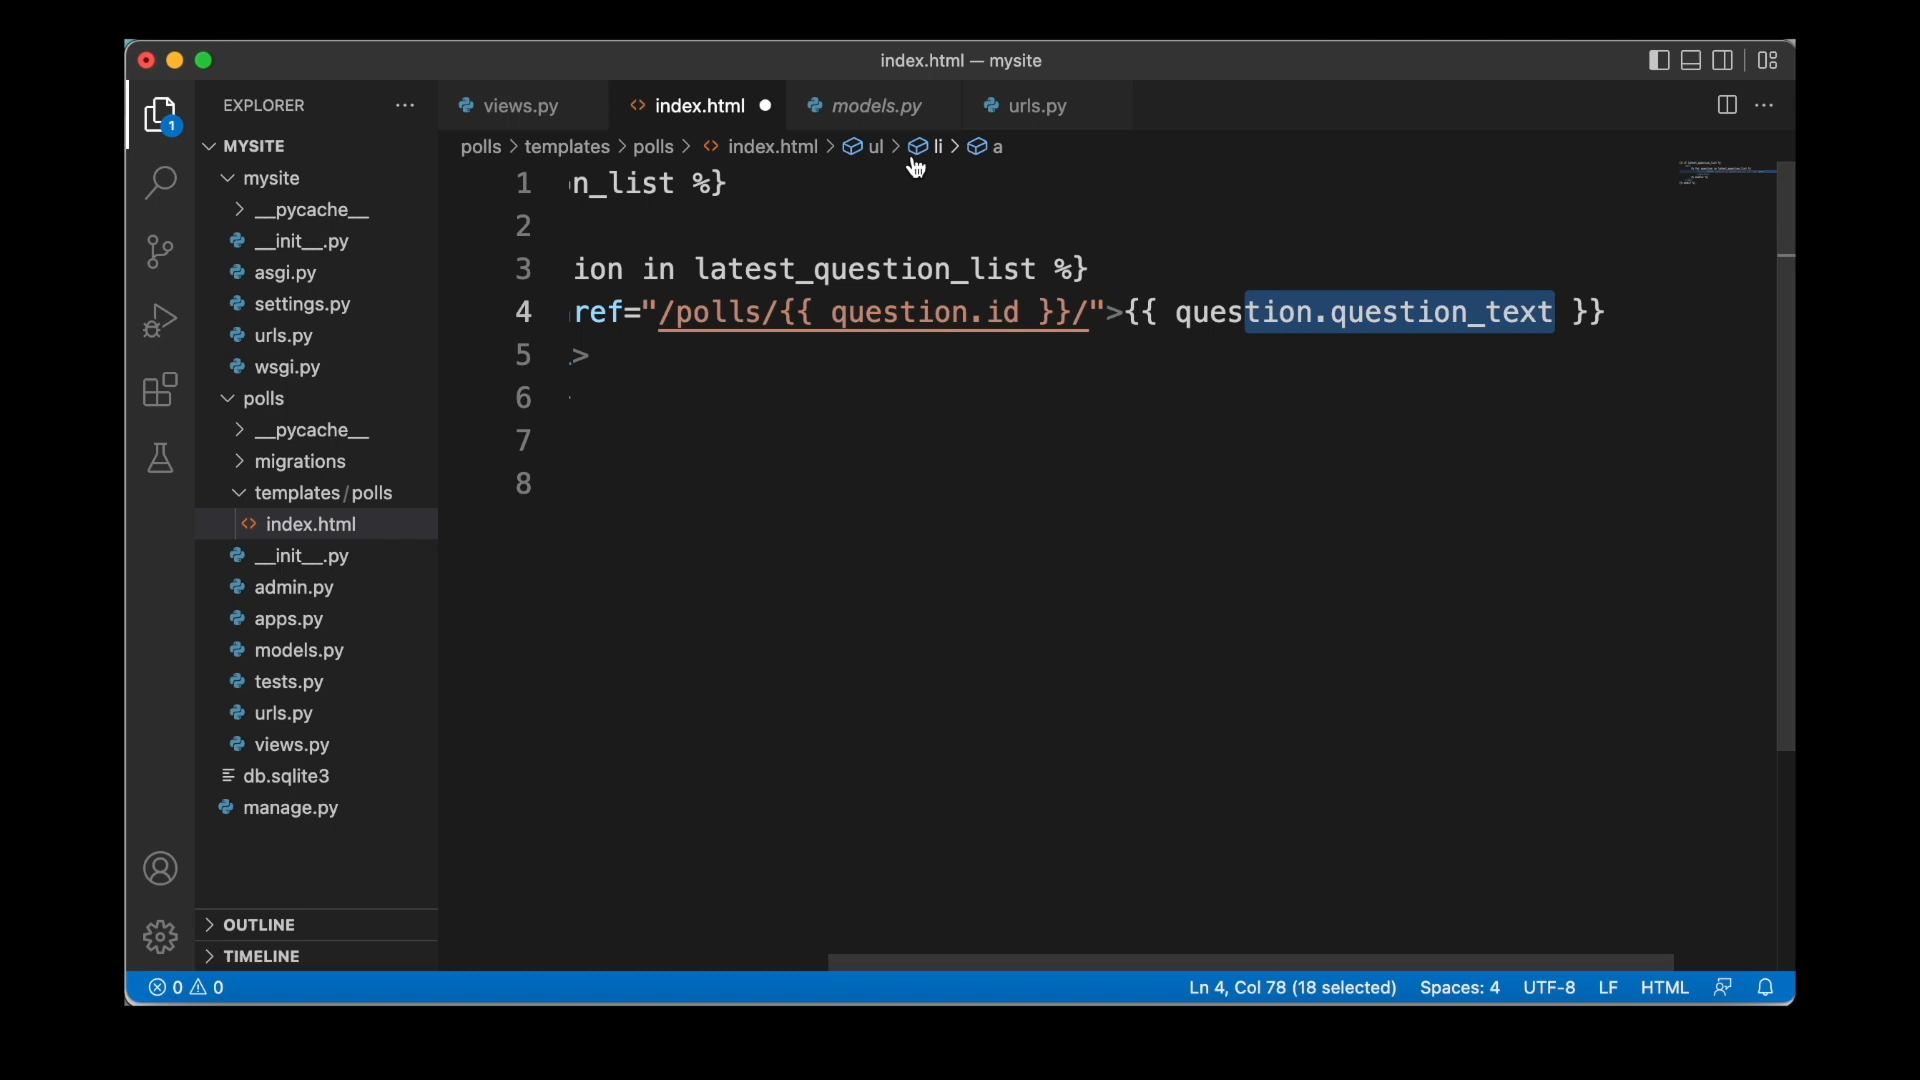 index.html — mysite
EXPLORER
views.py
index.html
models.py
urls.py
polls > templates > polls > <> index.html > ul > li > a
1
MYSITE
mysite
__pycache__
__init__.py
asgi.py
settings.py
urls.py
wsgi.py
polls
__pycache__
migrations
templates/polls
<> index.html
__init__.py
admin.py
apps.py
models.py
tests.py
urls.py
views.py
db.sqlite3
manage.py
OUTLINE
TIMELINE
1 n_list %}
2
3 ion in latest_question_list %}
4 ref="/polls/{{ question.id }}/">{{ question.question_text }}
5 >
6
7
8
0 0
Ln 4, Col 78 (18 selected)
Spaces: 4
UTF-8
LF
HTML